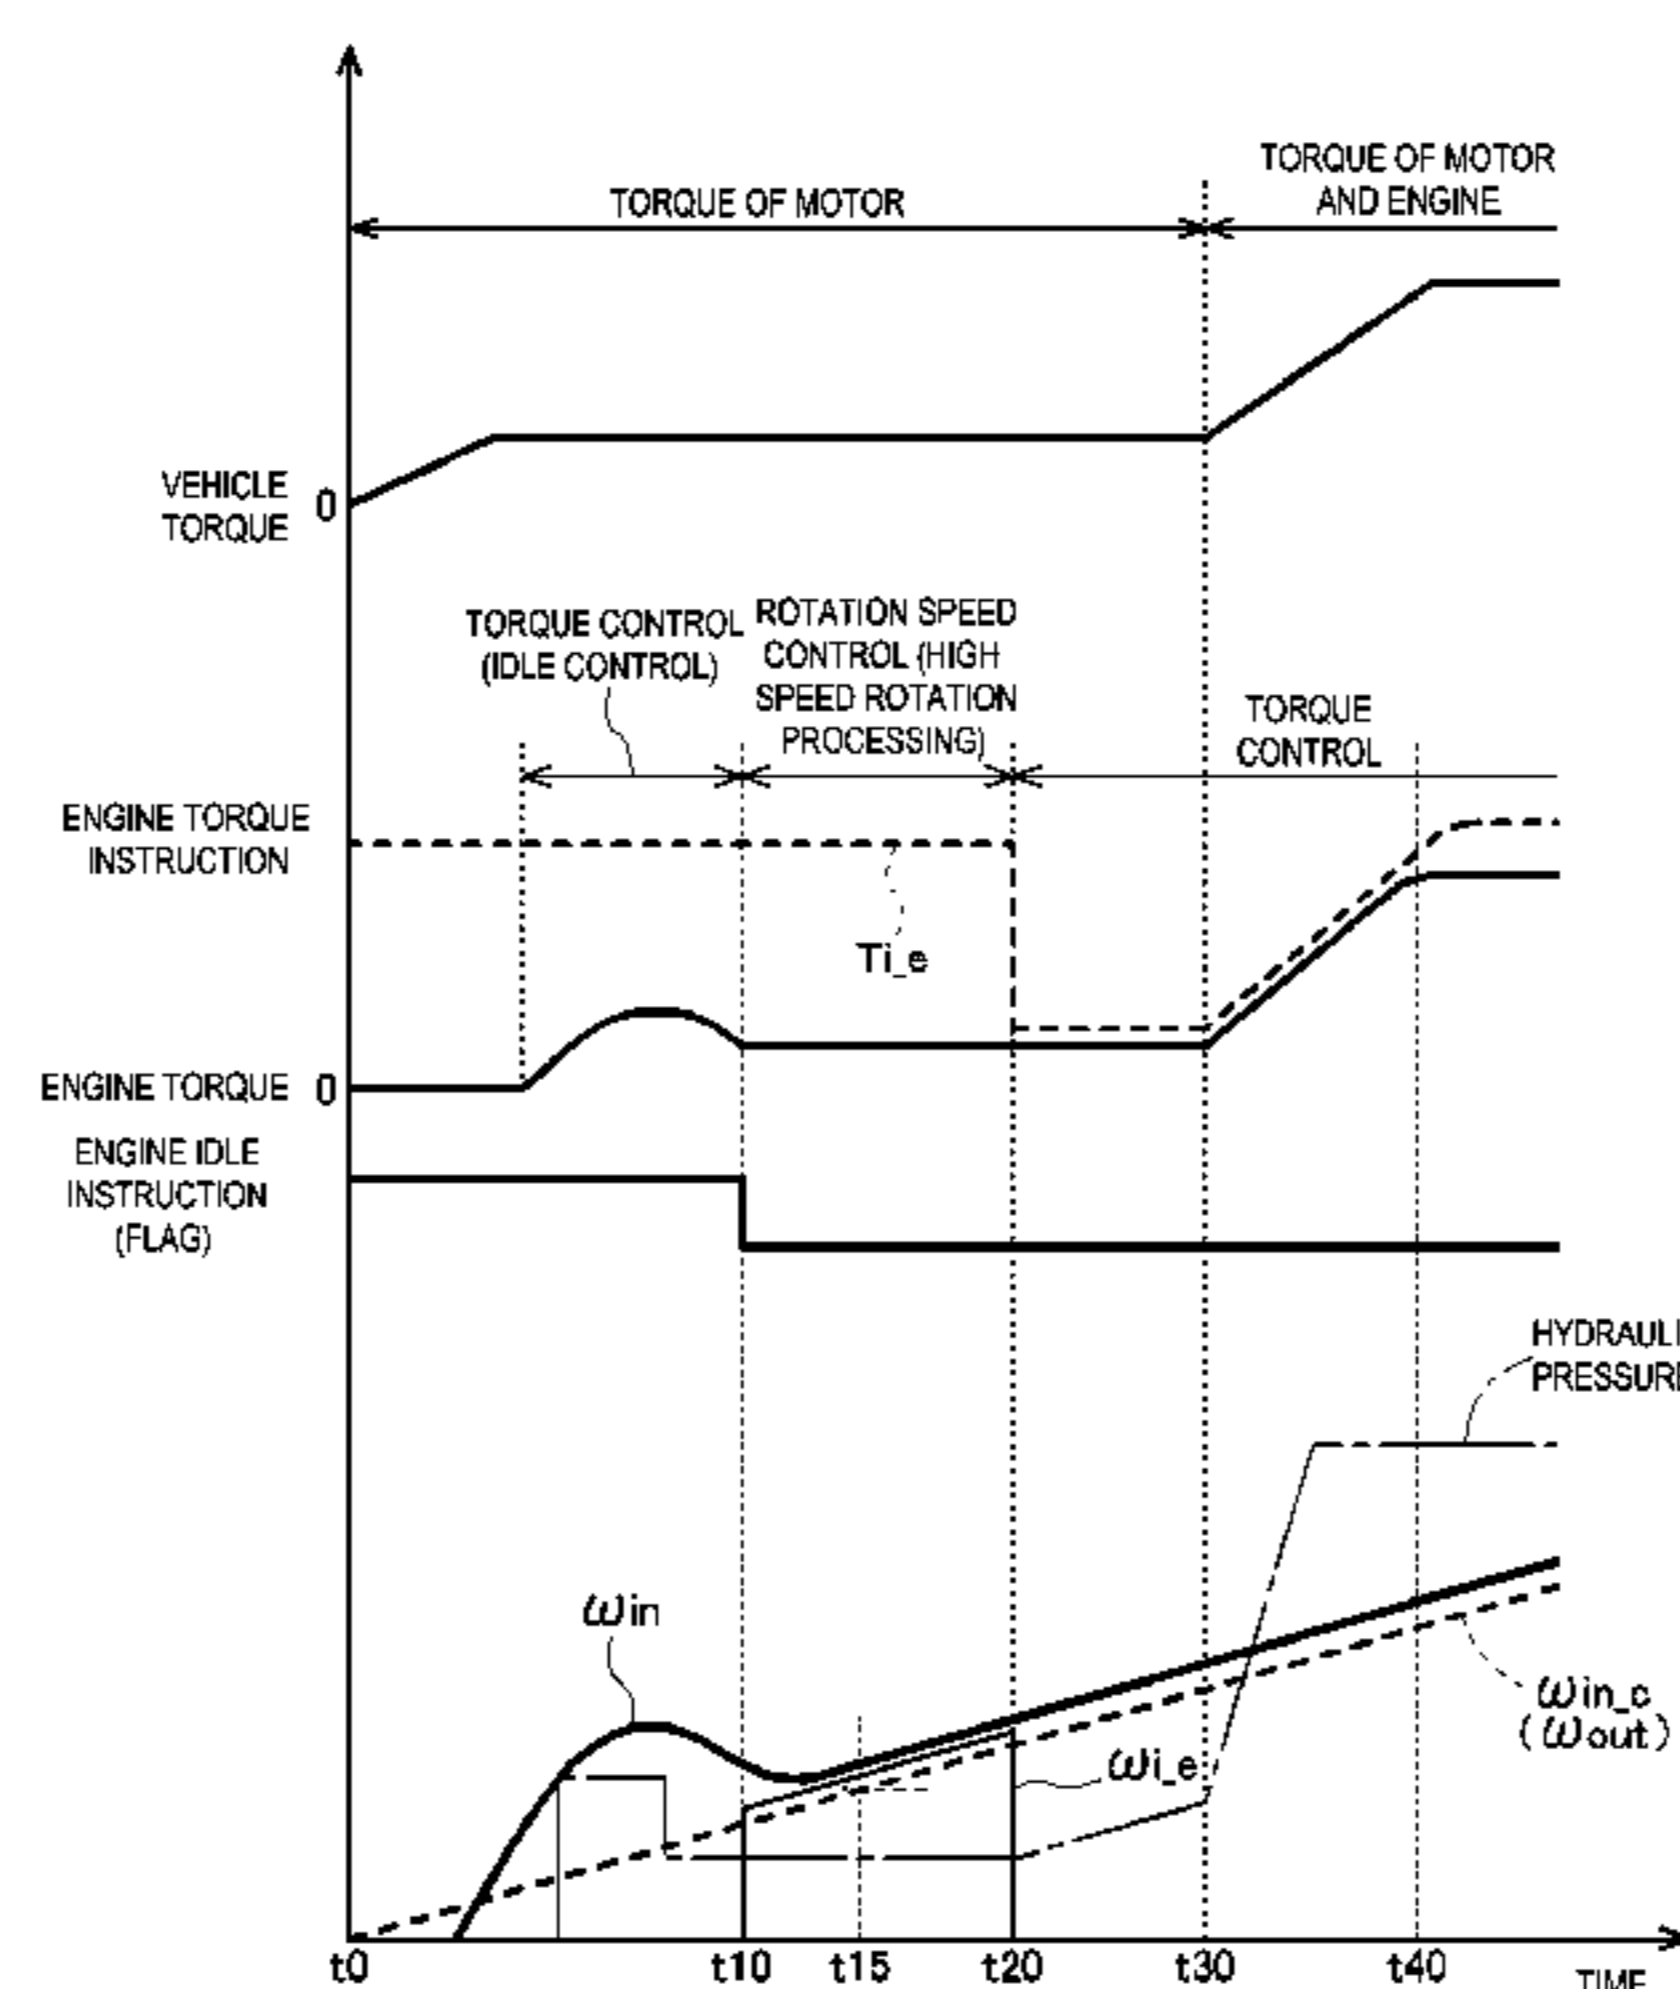 TORQUE OF MOTOR
TORQUE OF MOTOR
AND ENGINE
VEHICLE
TORQUE
0
TORQUE CONTROL
(IDLE CONTROL)
ROTATION SPEED
CONTROL (HIGH
SPEED ROTATION
PROCESSING)
TORQUE
CONTROL
ENGINE TORQUE
INSTRUCTION
Ti_e
ENGINE TORQUE 0
ENGINE IDLE
INSTRUCTION
(FLAG)
HYDRAULI
PRESSURE
ωin
ωin_c
(ωout)
ωi_e
t0 t10 t15 t20 t30 t40
TIME